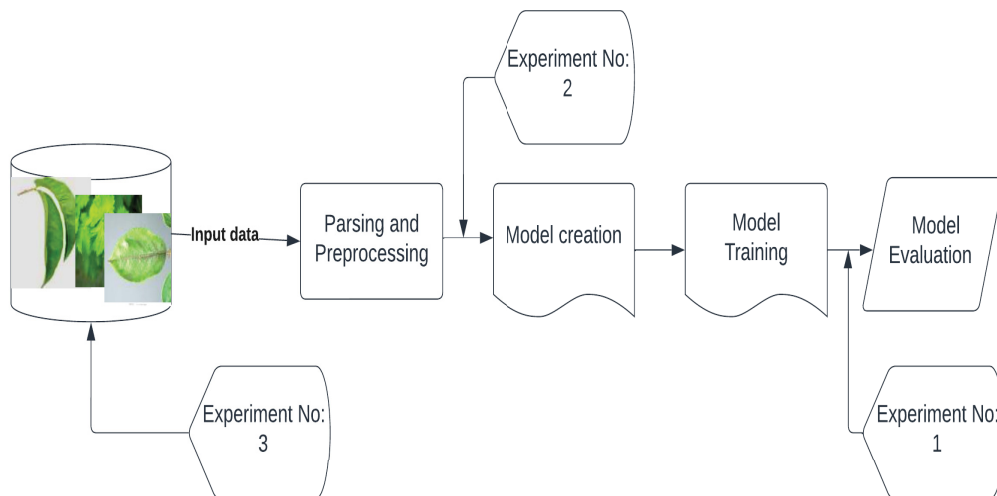 Experiment No:
2
Input data
Parsing and
Preprocessing
Model creation
Model
Training
Model
Evaluation
Experiment No:
3
Experiment No:
1